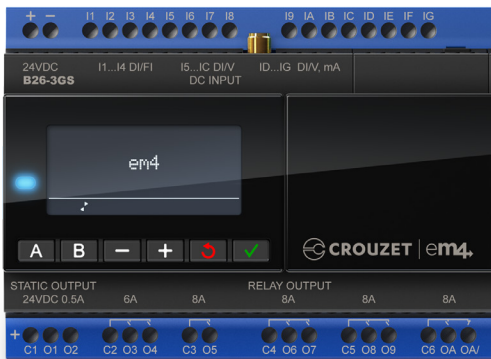 + − I1 I2 I3 I4 I5 I6 I7 I8 I9 IA IB IC ID IE IF IG
24VDC I1...I4 DI/FI I5...IC DI/V ID...IG DI/V, mA
B26-3GS DC INPUT
em4
A B − +
CROUZET | em4
STATIC OUTPUT RELAY OUTPUT
24VDC 0.5A 6A 8A 8A 8A 8A
+
C1 O1 O2 C2 O3 O4 C3 O5 C4 O6 O7 C5 O8 O9 C6 OA OA/